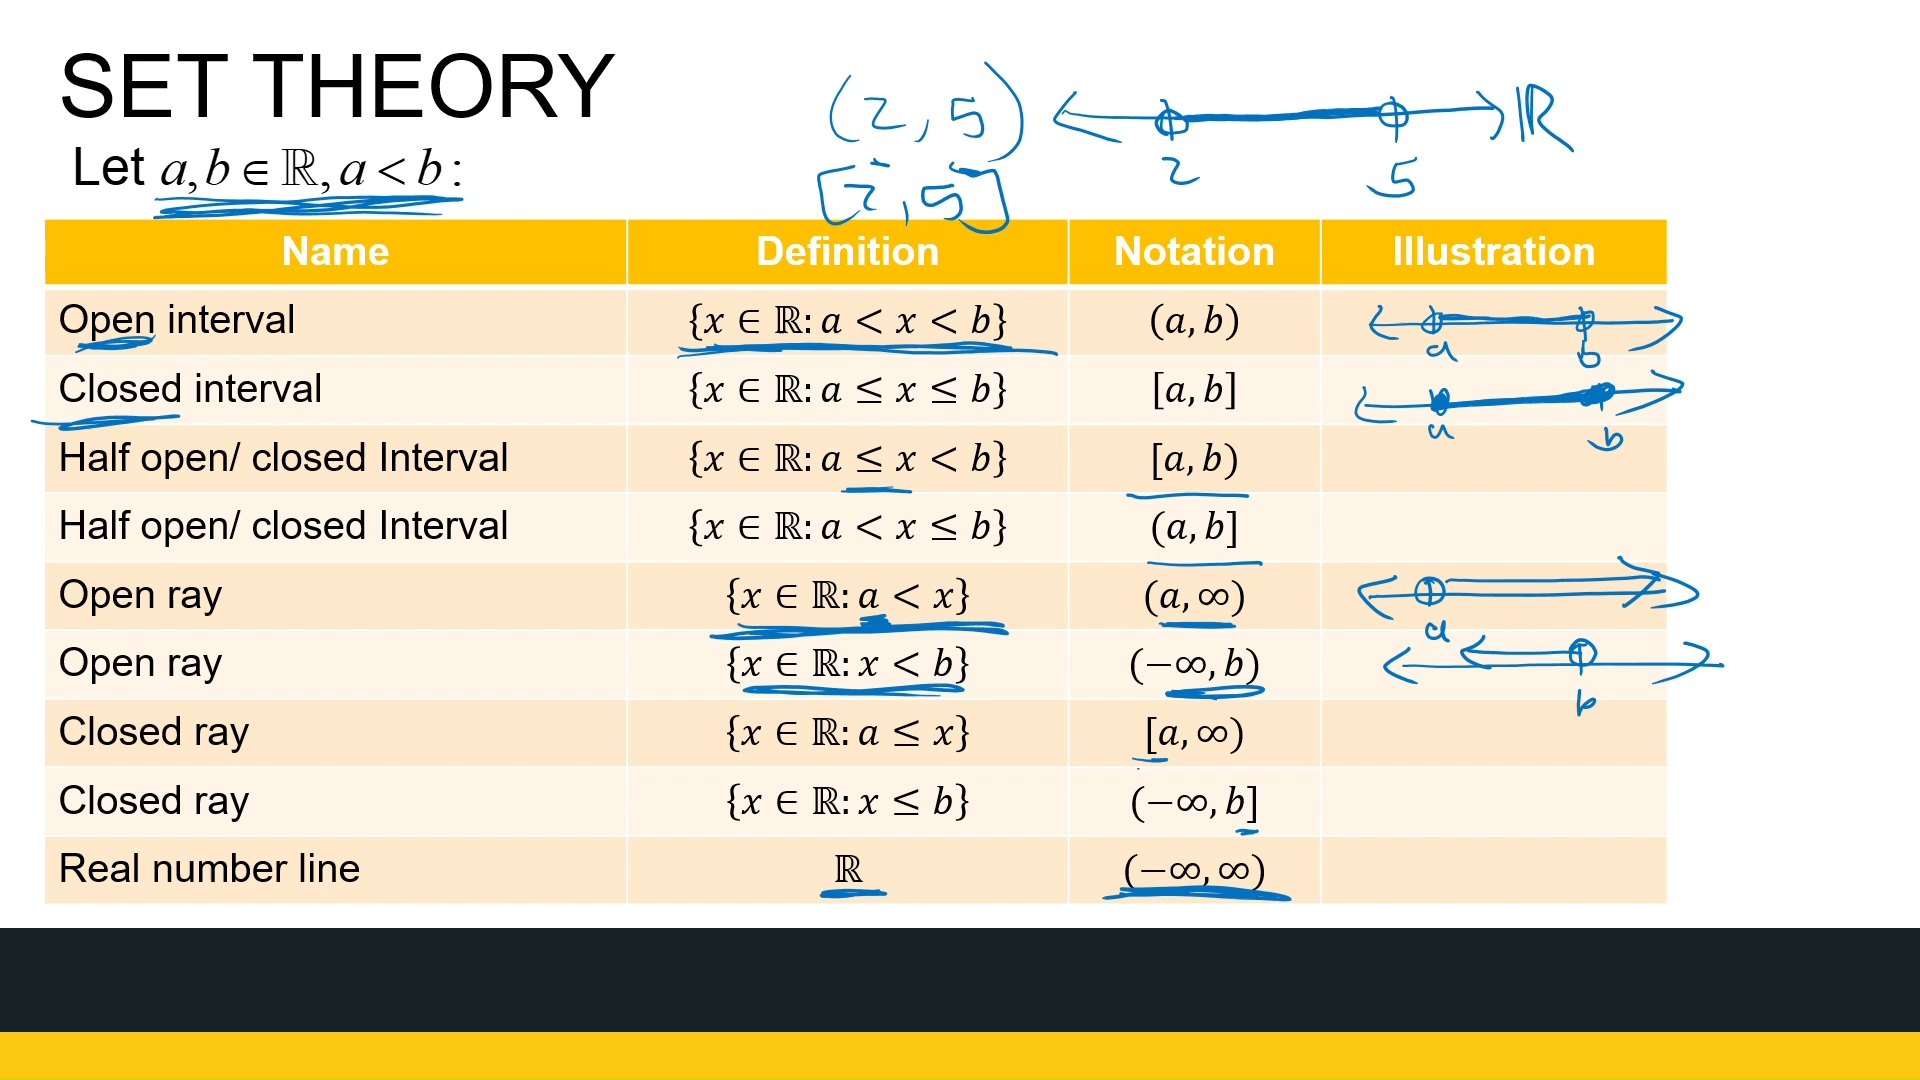 SET THEORY
(2, 5) ℝ
2 5
Let a, b ∈ ℝ, a < b :
[2, 5]
Name Definition Notation Illustration
Open interval {x ∈ ℝ: a < x < b} (a, b)
a b
Closed interval {x ∈ ℝ: a ≤ x ≤ b} [a, b]
a b
Half open/ closed Interval {x ∈ ℝ: a ≤ x < b} [a, b)
Half open/ closed Interval {x ∈ ℝ: a < x ≤ b} (a, b]
Open ray {x ∈ ℝ: a < x} (a, ∞)
a
Open ray {x ∈ ℝ: x < b} (−∞, b)
b
Closed ray {x ∈ ℝ: a ≤ x} [a, ∞)
Closed ray {x ∈ ℝ: x ≤ b} (−∞, b]
Real number line ℝ (−∞, ∞)